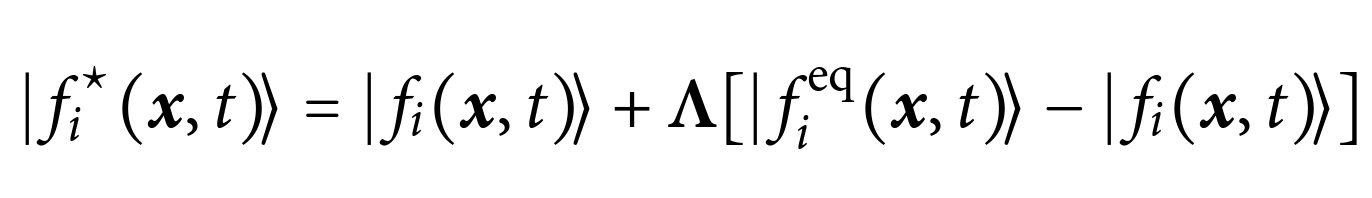 |f_i^⋆(𝒙, t)⟫ = |f_i(𝒙, t)⟫ + 𝚲[|f_i^eq(𝒙, t)⟫ − |f_i(𝒙, t)⟫]